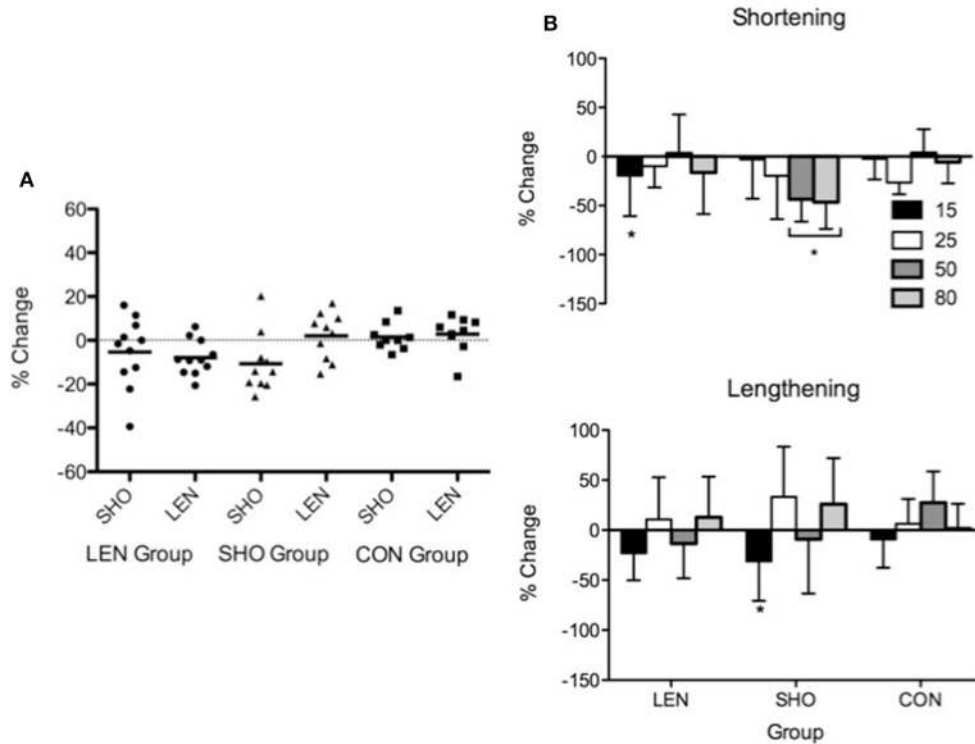 A
% Change
60
40
20
0
-20
-40
-60
SHO
LEN
SHO
LEN
SHO
LEN
LEN Group
SHO Group
CON Group
B
Shortening
% Change
100
50
0
-50
-100
-150
*
*
15
25
50
80
Lengthening
% Change
100
50
0
-50
-100
-150
*
LEN
SHO
CON
Group